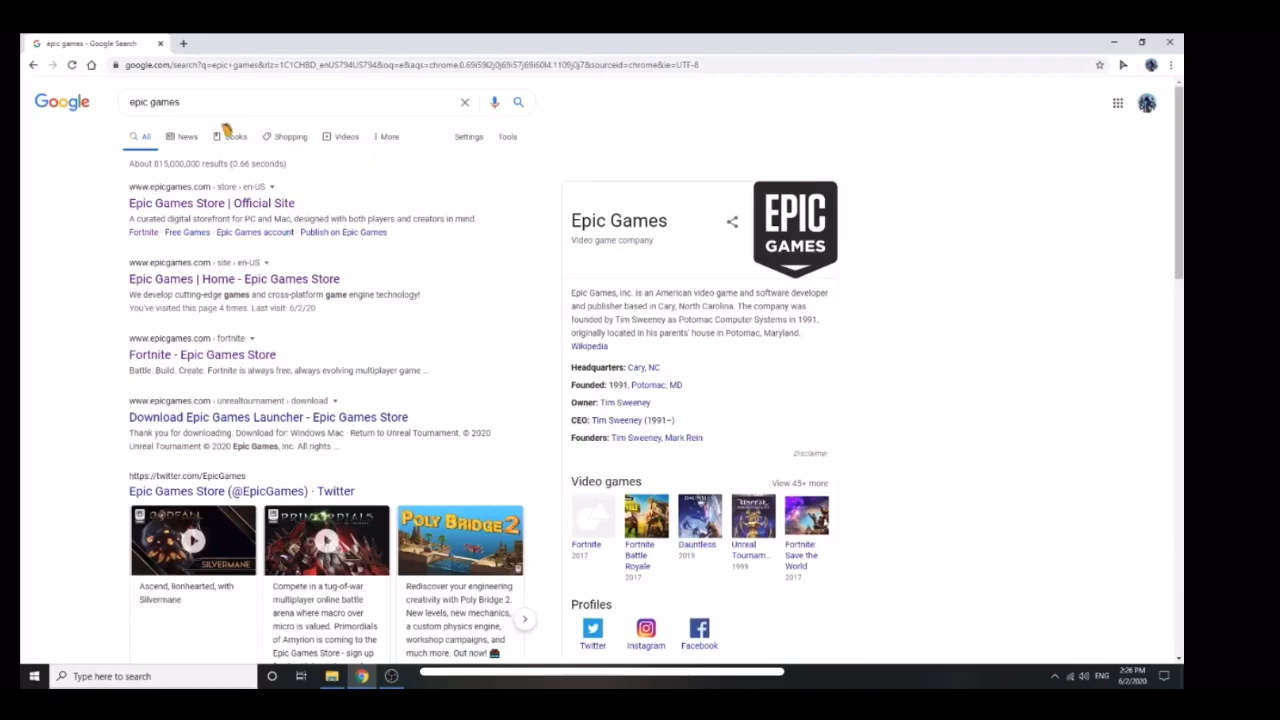 epic games - Google Search
google.com/search?q=epic+games&rlz=1C1CHBD_enUS794US794&oq=e&aqs=chrome.0.69i59l2j0j69i57j69i60l4.1109j0j7&sourceid=chrome&ie=UTF-8
Google
epic games
All News Books Shopping Videos More Settings Tools
About 815,000,000 results (0.66 seconds)
www.epicgames.com › store › en-US
Epic Games Store | Official Site
A curated digital storefront for PC and Mac, designed with both players and creators in mind
Fortnite · Free Games · Epic Games account · Publish on Epic Games
www.epicgames.com › site › en-US
Epic Games | Home - Epic Games Store
We develop cutting-edge games and cross-platform game engine technology!
You've visited this page 4 times. Last visit: 6/2/20
www.epicgames.com › fortnite
Fortnite - Epic Games Store
Battle. Build. Create. Fortnite is always free, always evolving multiplayer game ...
www.epicgames.com › unrealtournament › download
Download Epic Games Launcher - Epic Games Store
Thank you for downloading. Download for: Windows Mac · Return to Unreal Tournament. © 2020
Unreal Tournament © 2020 Epic Games, Inc. All rights ...
https://twitter.com/EpicGames
Epic Games Store (@EpicGames) · Twitter
GODFALL
SILVERMANE
PRIMORDIALS
POLY BRIDGE 2
Ascend, lionhearted, with
Silvermane
Compete in a tug-of-war
multiplayer online battle
arena where macro over
micro is valued. Primordials
of Amyrion is coming to the
Epic Games Store - sign up
Rediscover your engineering
creativity with Poly Bridge 2.
New levels, new mechanics,
a custom physics engine,
workshop campaigns, and
much more. Out now!
Epic Games
Video game company
EPIC
GAMES
Epic Games, Inc. is an American video game and software developer
and publisher based in Cary, North Carolina. The company was
founded by Tim Sweeney as Potomac Computer Systems in 1991,
originally located in his parents' house in Potomac, Maryland.
Wikipedia
Headquarters: Cary, NC
Founded: 1991, Potomac, MD
Owner: Tim Sweeney
CEO: Tim Sweeney (1991–)
Founders: Tim Sweeney, Mark Rein
Disclaimer
Video games View 45+ more
Fortnite
2017
Fortnite
Battle
Royale
2017
Dauntless
2019
Unreal
Tournam...
1999
Fortnite:
Save the
World
2017
Profiles
Twitter Instagram Facebook
Type here to search
ENG
2:26 PM
6/2/2020